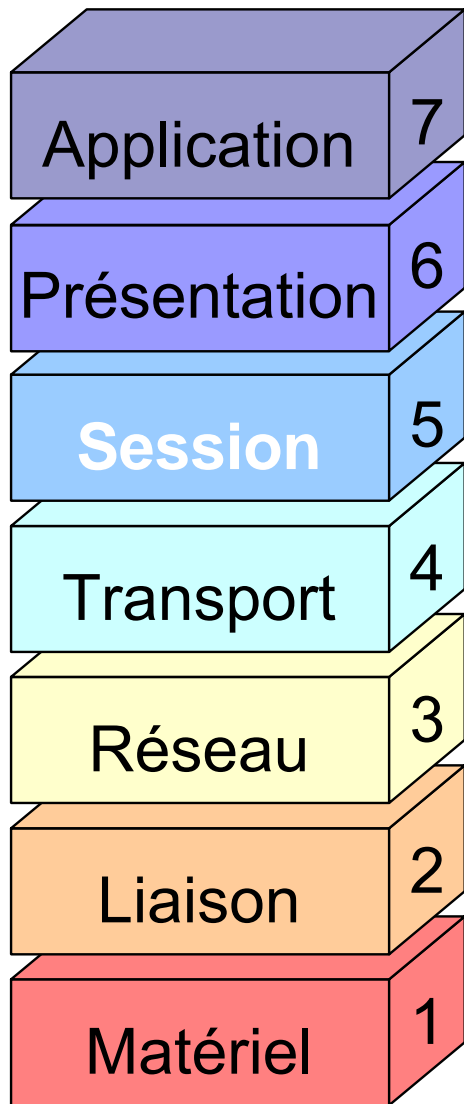 Application 7
Présentation 6
Session 5
Transport 4
Réseau 3
Liaison 2
Matériel 1